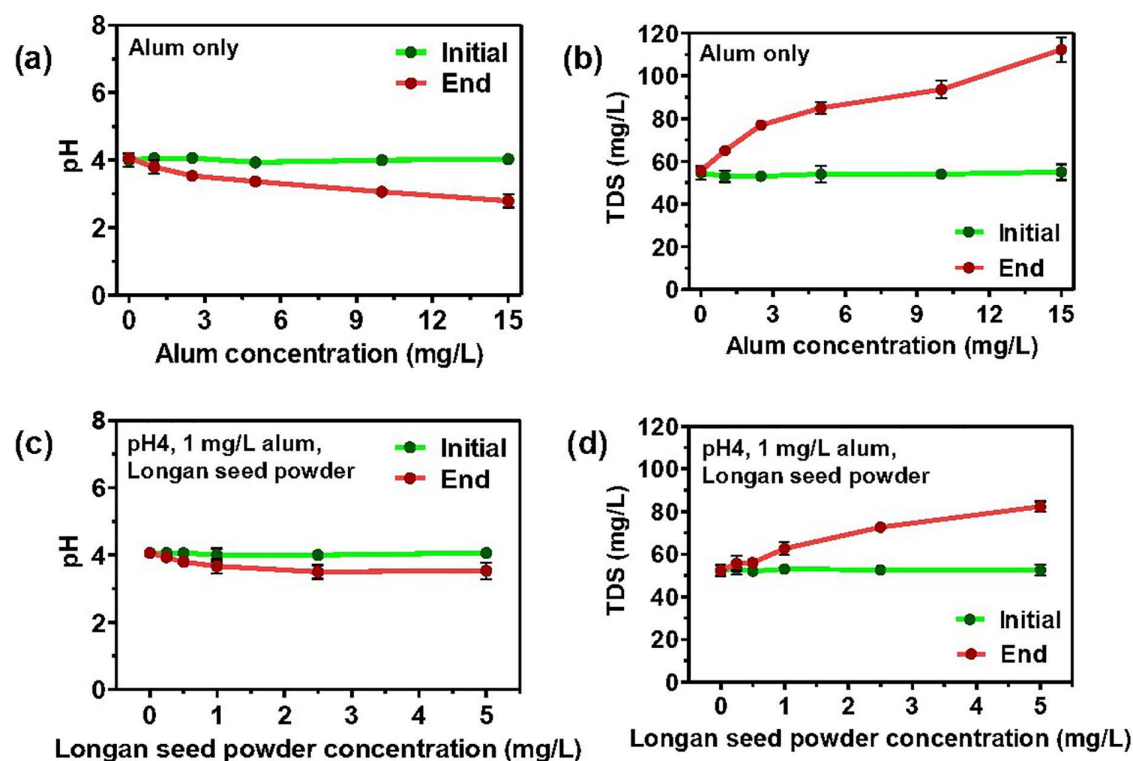 (a)
Alum only
Initial
End
pH
8
6
4
2
0
0 3 6 9 12 15
Alum concentration (mg/L)
(b)
Alum only
Initial
End
TDS (mg/L)
120
100
80
60
40
20
0
0 3 6 9 12 15
Alum concentration (mg/L)
(c)
pH4, 1 mg/L alum,
Longan seed powder
Initial
End
pH
8
6
4
2
0
0 1 2 3 4 5
Longan seed powder concentration (mg/L)
(d)
pH4, 1 mg/L alum,
Longan seed powder
Initial
End
TDS (mg/L)
120
100
80
60
40
20
0
0 1 2 3 4 5
Longan seed powder concentration (mg/L)